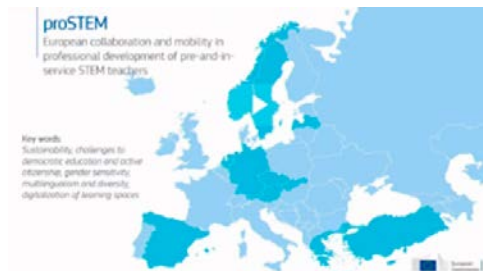 proSTEM
European collaboration and mobility in
professional development of pre-and-in-
service STEM teachers
Key words
Sustainability, challenges to
democratic education and active
citizenship, gender sensitivity,
multilingualism and diversity,
digitalization of learning spaces
European